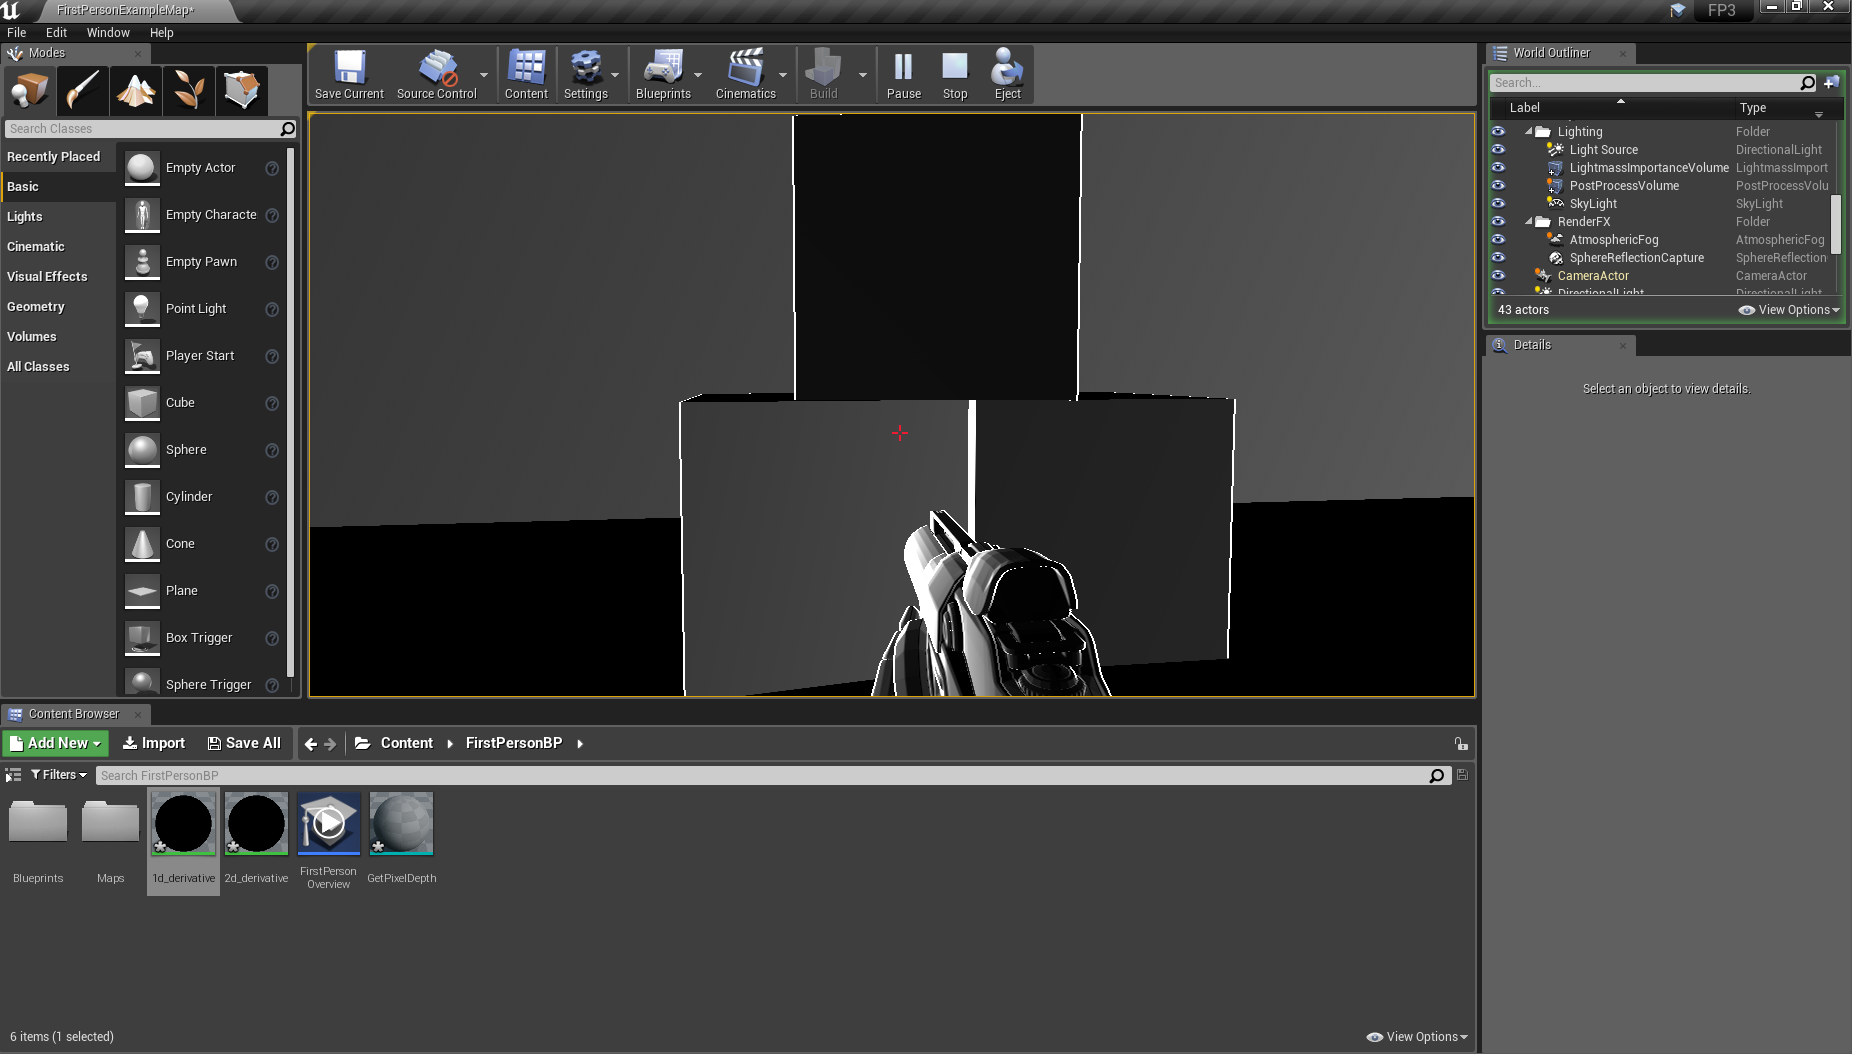 FirstPersonExampleMap*
FP3
File Edit Window Help
Modes
Search Classes
Recently Placed
Basic
Lights
Cinematic
Visual Effects
Geometry
Volumes
All Classes
Empty Actor
Empty Characte
Empty Pawn
Point Light
Player Start
Cube
Sphere
Cylinder
Cone
Plane
Box Trigger
Sphere Trigger
Save Current
Source Control
Content
Settings
Blueprints
Cinematics
Build
Pause
Stop
Eject
World Outliner
Search...
Label Type
Lighting Folder
Light Source DirectionalLight
LightmassImportanceVolume LightmassImport
PostProcessVolume PostProcessVolu
SkyLight SkyLight
RenderFX Folder
AtmosphericFog AtmosphericFog
SphereReflectionCapture SphereReflection
CameraActor CameraActor
DirectionalLight DirectionalLight
43 actors
View Options
Details
Select an object to view details.
Content Browser
Add New Import Save All Content FirstPersonBP
Filters Search FirstPersonBP
Blueprints
Maps
1d_derivative
2d_derivative
FirstPerson
Overview
GetPixelDepth
6 items (1 selected)
View Options